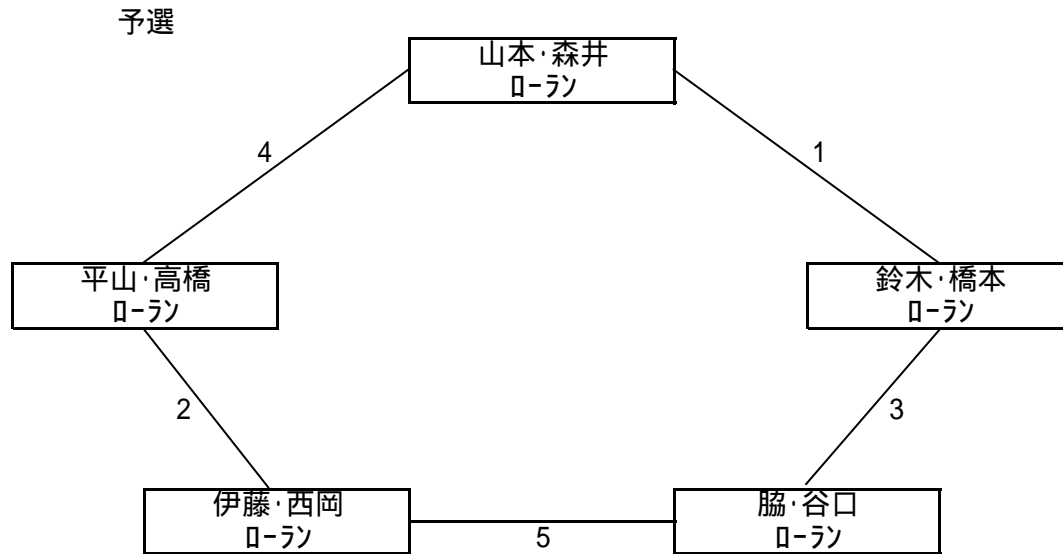 予選
山本･森井
ﾛｰﾗﾝ
4
1
平山･高橋
ﾛｰﾗﾝ
鈴木･橋本
ﾛｰﾗﾝ
2
3
伊藤･西岡
ﾛｰﾗﾝ
5
脇･谷口
ﾛｰﾗﾝ